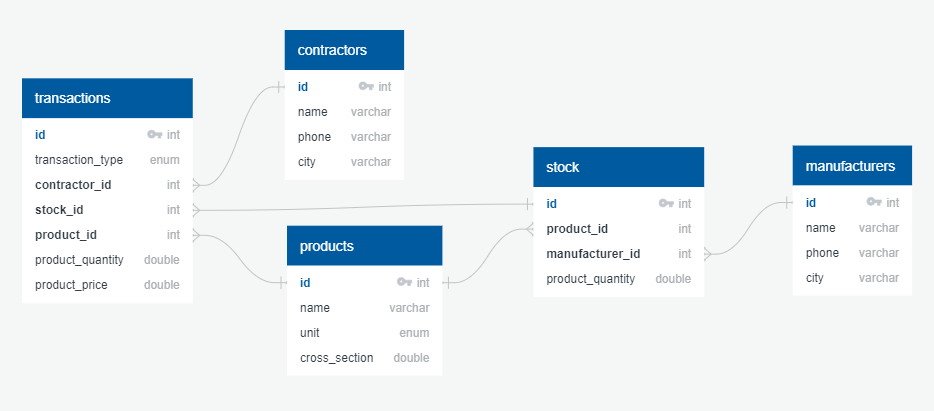 contractors
id int
name varchar
phone varchar
city varchar
transactions
id int
transaction_type enum
contractor_id int
stock_id int
product_id int
product_quantity double
product_price double
products
id int
name varchar
unit enum
cross_section double
stock
id int
product_id int
manufacturer_id int
product_quantity double
manufacturers
id int
name varchar
phone varchar
city varchar